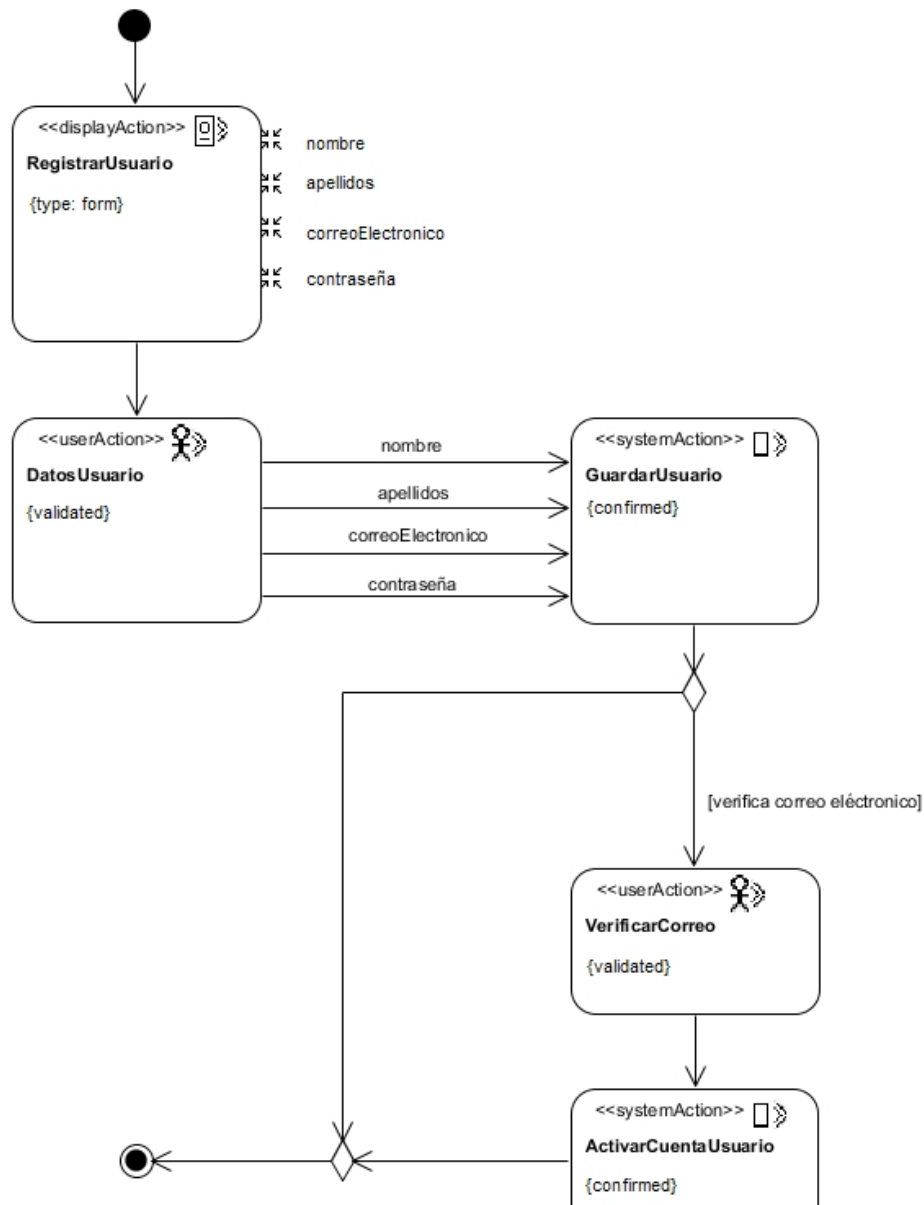 <<displayAction>>
RegistrarUsuario
{type: form}
nombre
apellidos
correoElectronico
contraseña
<<userAction>>
DatosUsuario
{validated}
nombre
apellidos
correoElectronico
contraseña
<<systemAction>>
GuardarUsuario
{confirmed}
[verifica correo eléctronico]
<<userAction>>
VerificarCorreo
{validated}
<<systemAction>>
ActivarCuentaUsuario
{confirmed}